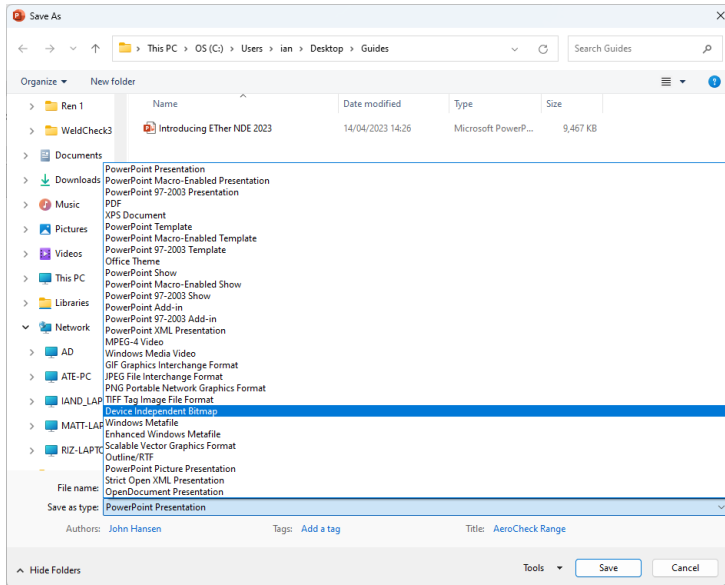 Save As
This PC > OS (C:) > Users > ian > Desktop > Guides
Search Guides
Organize
New folder
Name
Date modified
Type
Size
Introducing ETher NDE 2023
14/04/2023 14:26
Microsoft PowerP...
9,467 KB
Ren 1
WeldCheck3
Documents
Downloads
Music
Pictures
Videos
This PC
Libraries
Network
AD
ATE-PC
IAND_LAP
MATT-LAP
RIZ-LAPTO
PowerPoint Presentation
PowerPoint Macro-Enabled Presentation
PowerPoint 97-2003 Presentation
PDF
XPS Document
PowerPoint Template
PowerPoint Macro-Enabled Template
PowerPoint 97-2003 Template
Office Theme
PowerPoint Show
PowerPoint Macro-Enabled Show
PowerPoint 97-2003 Show
PowerPoint Add-in
PowerPoint 97-2003 Add-in
PowerPoint XML Presentation
MPEG-4 Video
Windows Media Video
GIF Graphics Interchange Format
JPEG File Interchange Format
PNG Portable Network Graphics Format
TIFF Tag Image File Format
Device Independent Bitmap
Windows Metafile
Enhanced Windows Metafile
Scalable Vector Graphics Format
Outline/RTF
PowerPoint Picture Presentation
Strict Open XML Presentation
OpenDocument Presentation
File name:
Save as type: PowerPoint Presentation
Authors: John Hansen
Tags: Add a tag
Title: AeroCheck Range
Hide Folders
Tools
Save
Cancel